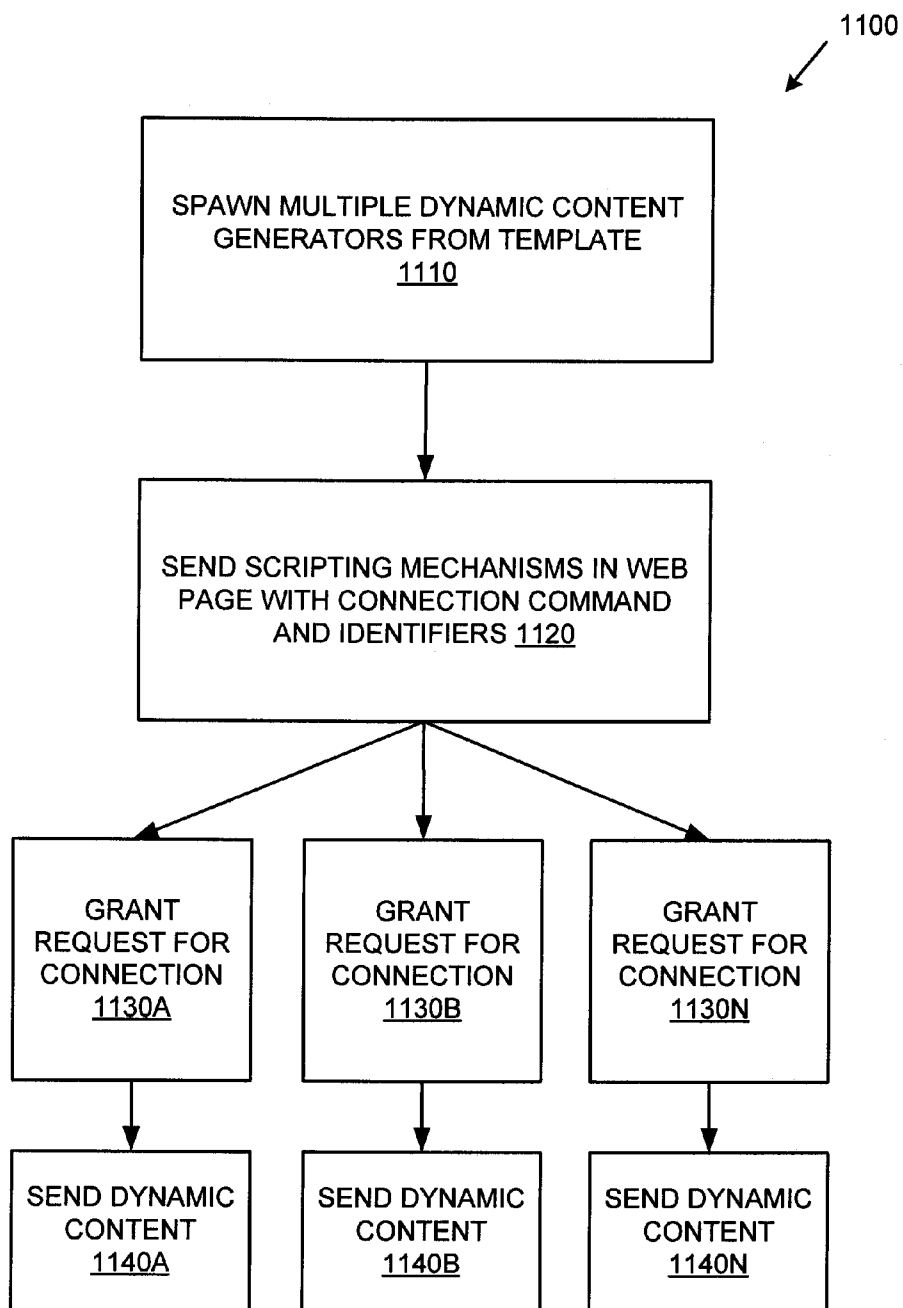 1100
SPAWN MULTIPLE DYNAMIC CONTENT
GENERATORS FROM TEMPLATE
1110
SEND SCRIPTING MECHANISMS IN WEB
PAGE WITH CONNECTION COMMAND
AND IDENTIFIERS 1120
GRANT
REQUEST FOR
CONNECTION
1130A
GRANT
REQUEST FOR
CONNECTION
1130B
GRANT
REQUEST FOR
CONNECTION
1130N
SEND DYNAMIC
CONTENT
1140A
SEND DYNAMIC
CONTENT
1140B
SEND DYNAMIC
CONTENT
1140N